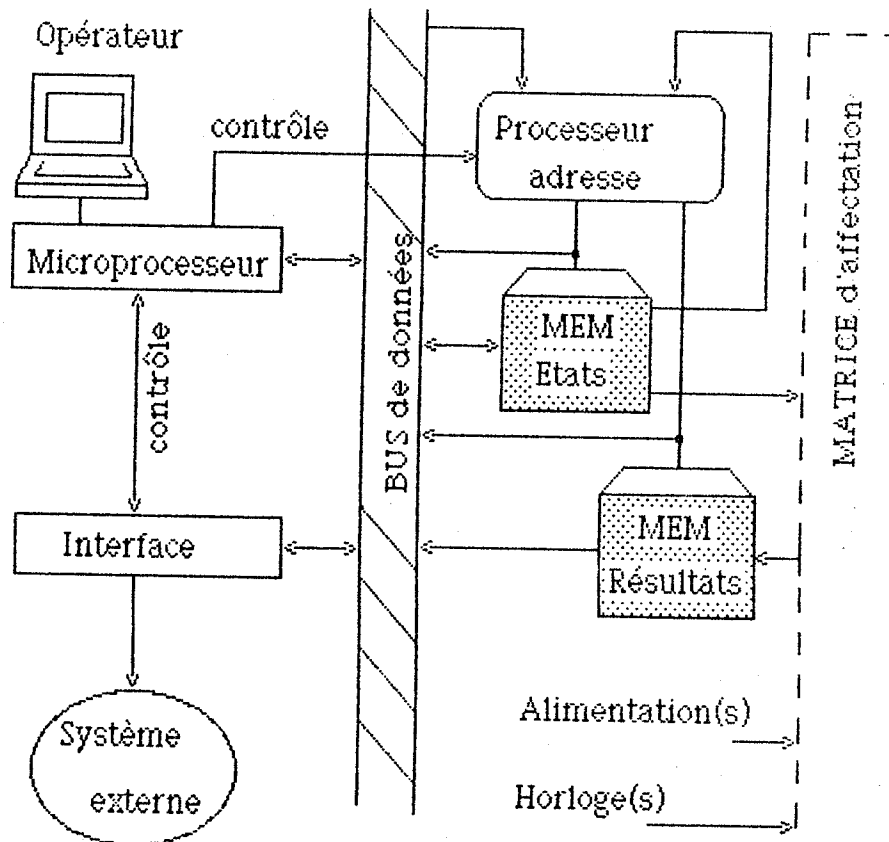 Opérateur
contrôle
Processeur
adresse
Microprocesseur
BUS de données
MEM
Etats
MATRICE d'affectation
contrôle
Interface
MEM
Résultats
Système
externe
Alimentation(s)
Horloge(s)